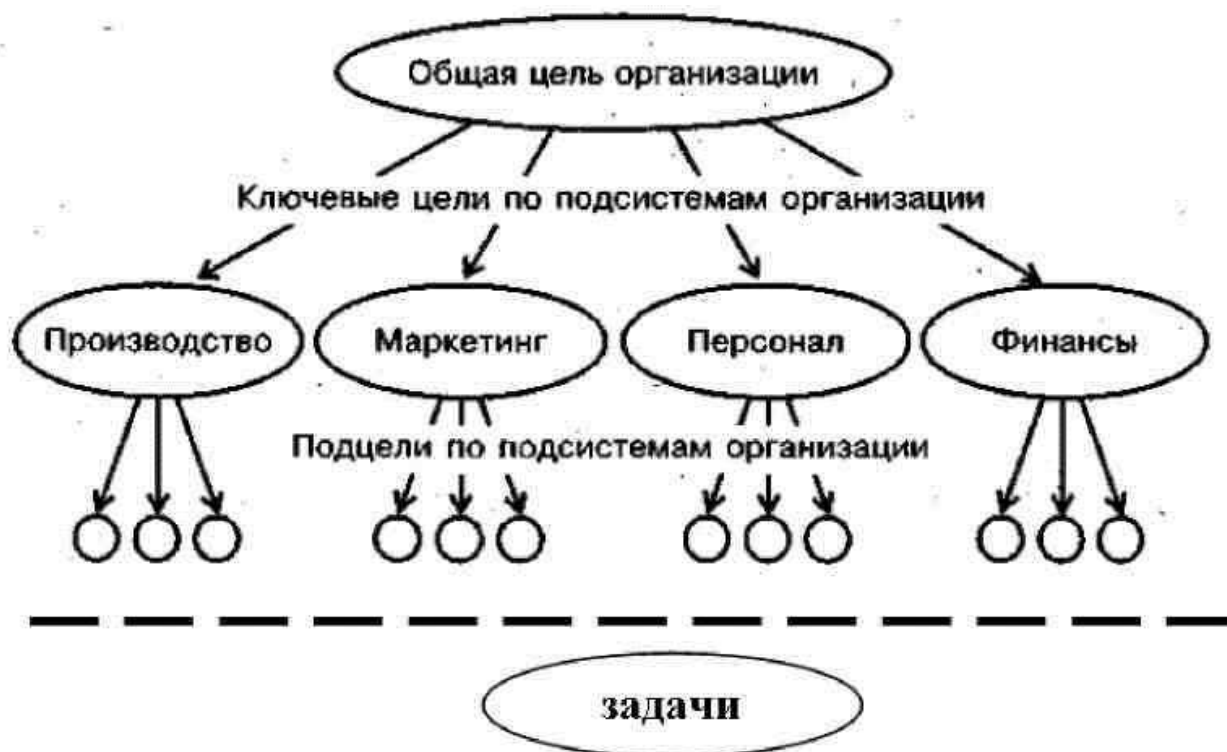 Общая цель организации
Ключевые цели по подсистемам организации
Производство
Маркетинг
Персонал
Финансы
Подцели по подсистемам организации
задачи